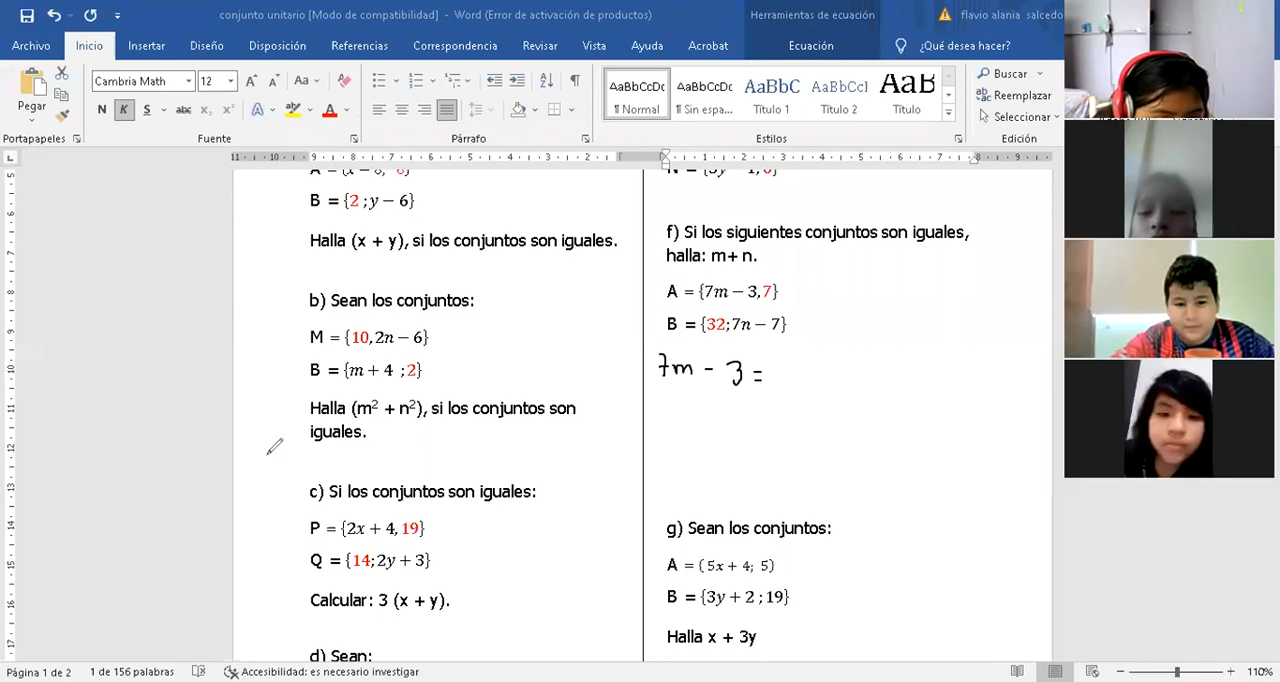 conjunto unitario [Modo de compatibilidad] - Word (Error de activación de productos)
Herramientas de ecuación
flavio alania salcedo
Archivo Inicio Insertar Diseño Disposición Referencias Correspondencia Revisar Vista Ayuda Acrobat Ecuación ¿Qué desea hacer?
Pegar
Cambria Math 12
N K S abc x₂ x²
AaBbCcDc AaBbCcDc AaBbC AaBbCcI AaB
¶ Normal ¶ Sin espa... Título 1 Título 2 Título
Buscar
Reemplazar
Seleccionar
Portapapeles Fuente Párrafo Estilos Edición
B = {2 ; y − 6}
Halla (x + y), si los conjuntos son iguales.
b) Sean los conjuntos:
M = {10, 2n − 6}
B = {m + 4 ; 2}
Halla (m² + n²), si los conjuntos son
iguales.
c) Si los conjuntos son iguales:
P = {2x + 4, 19}
Q = {14; 2y + 3}
Calcular: 3 (x + y).
d) Sean:
f) Si los siguientes conjuntos son iguales,
halla: m+ n.
A = {7m − 3, 7}
B = {32; 7n − 7}
7m - 3 =
g) Sean los conjuntos:
A = ( 5x + 4; 5)
B = {3y + 2 ; 19}
Halla x + 3y
Página 1 de 2 1 de 156 palabras Accesibilidad: es necesario investigar 110%